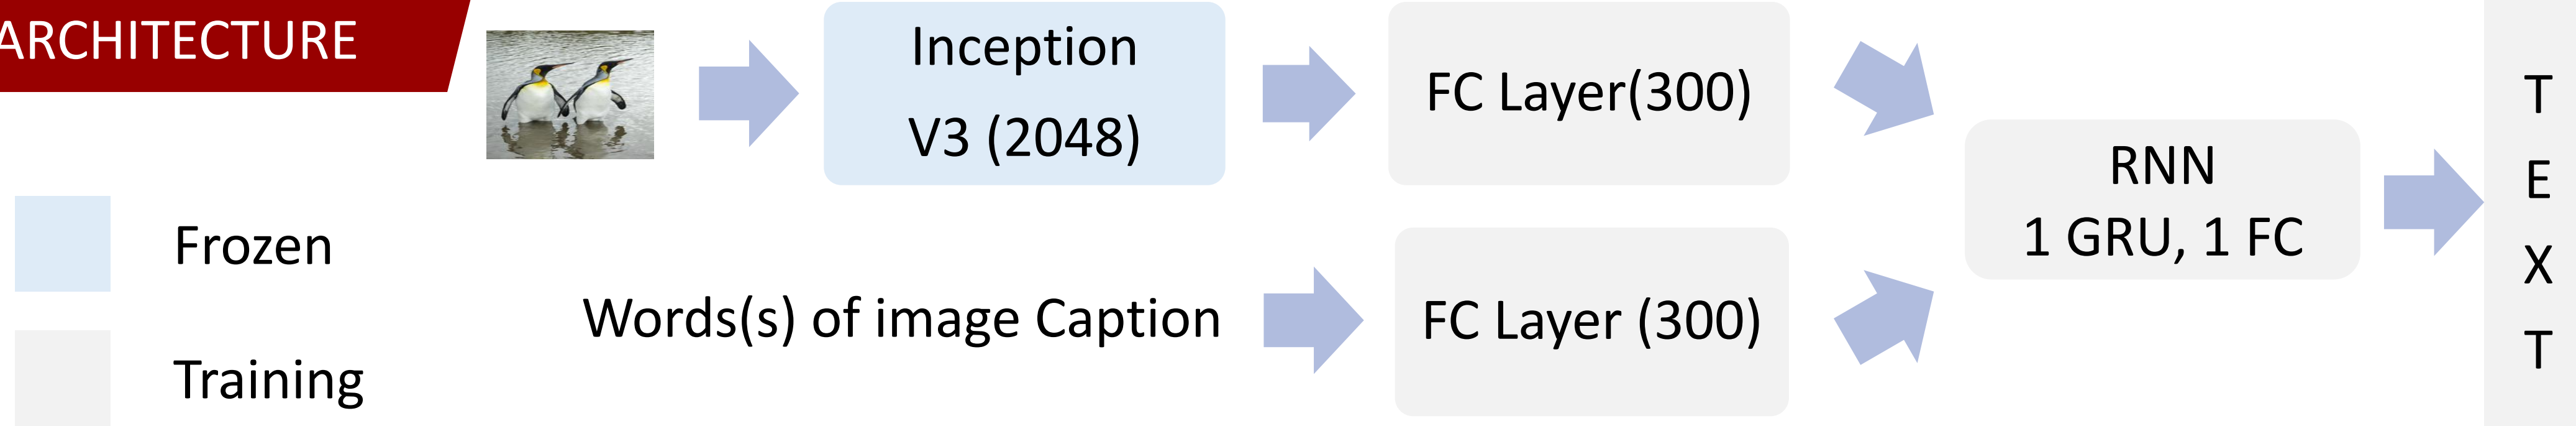 ARCHITECTURE
Inception
V3 (2048)
FC Layer(300)
RNN
1 GRU, 1 FC
T
E
X
T
Frozen
Training
Words(s) of image Caption
FC Layer (300)